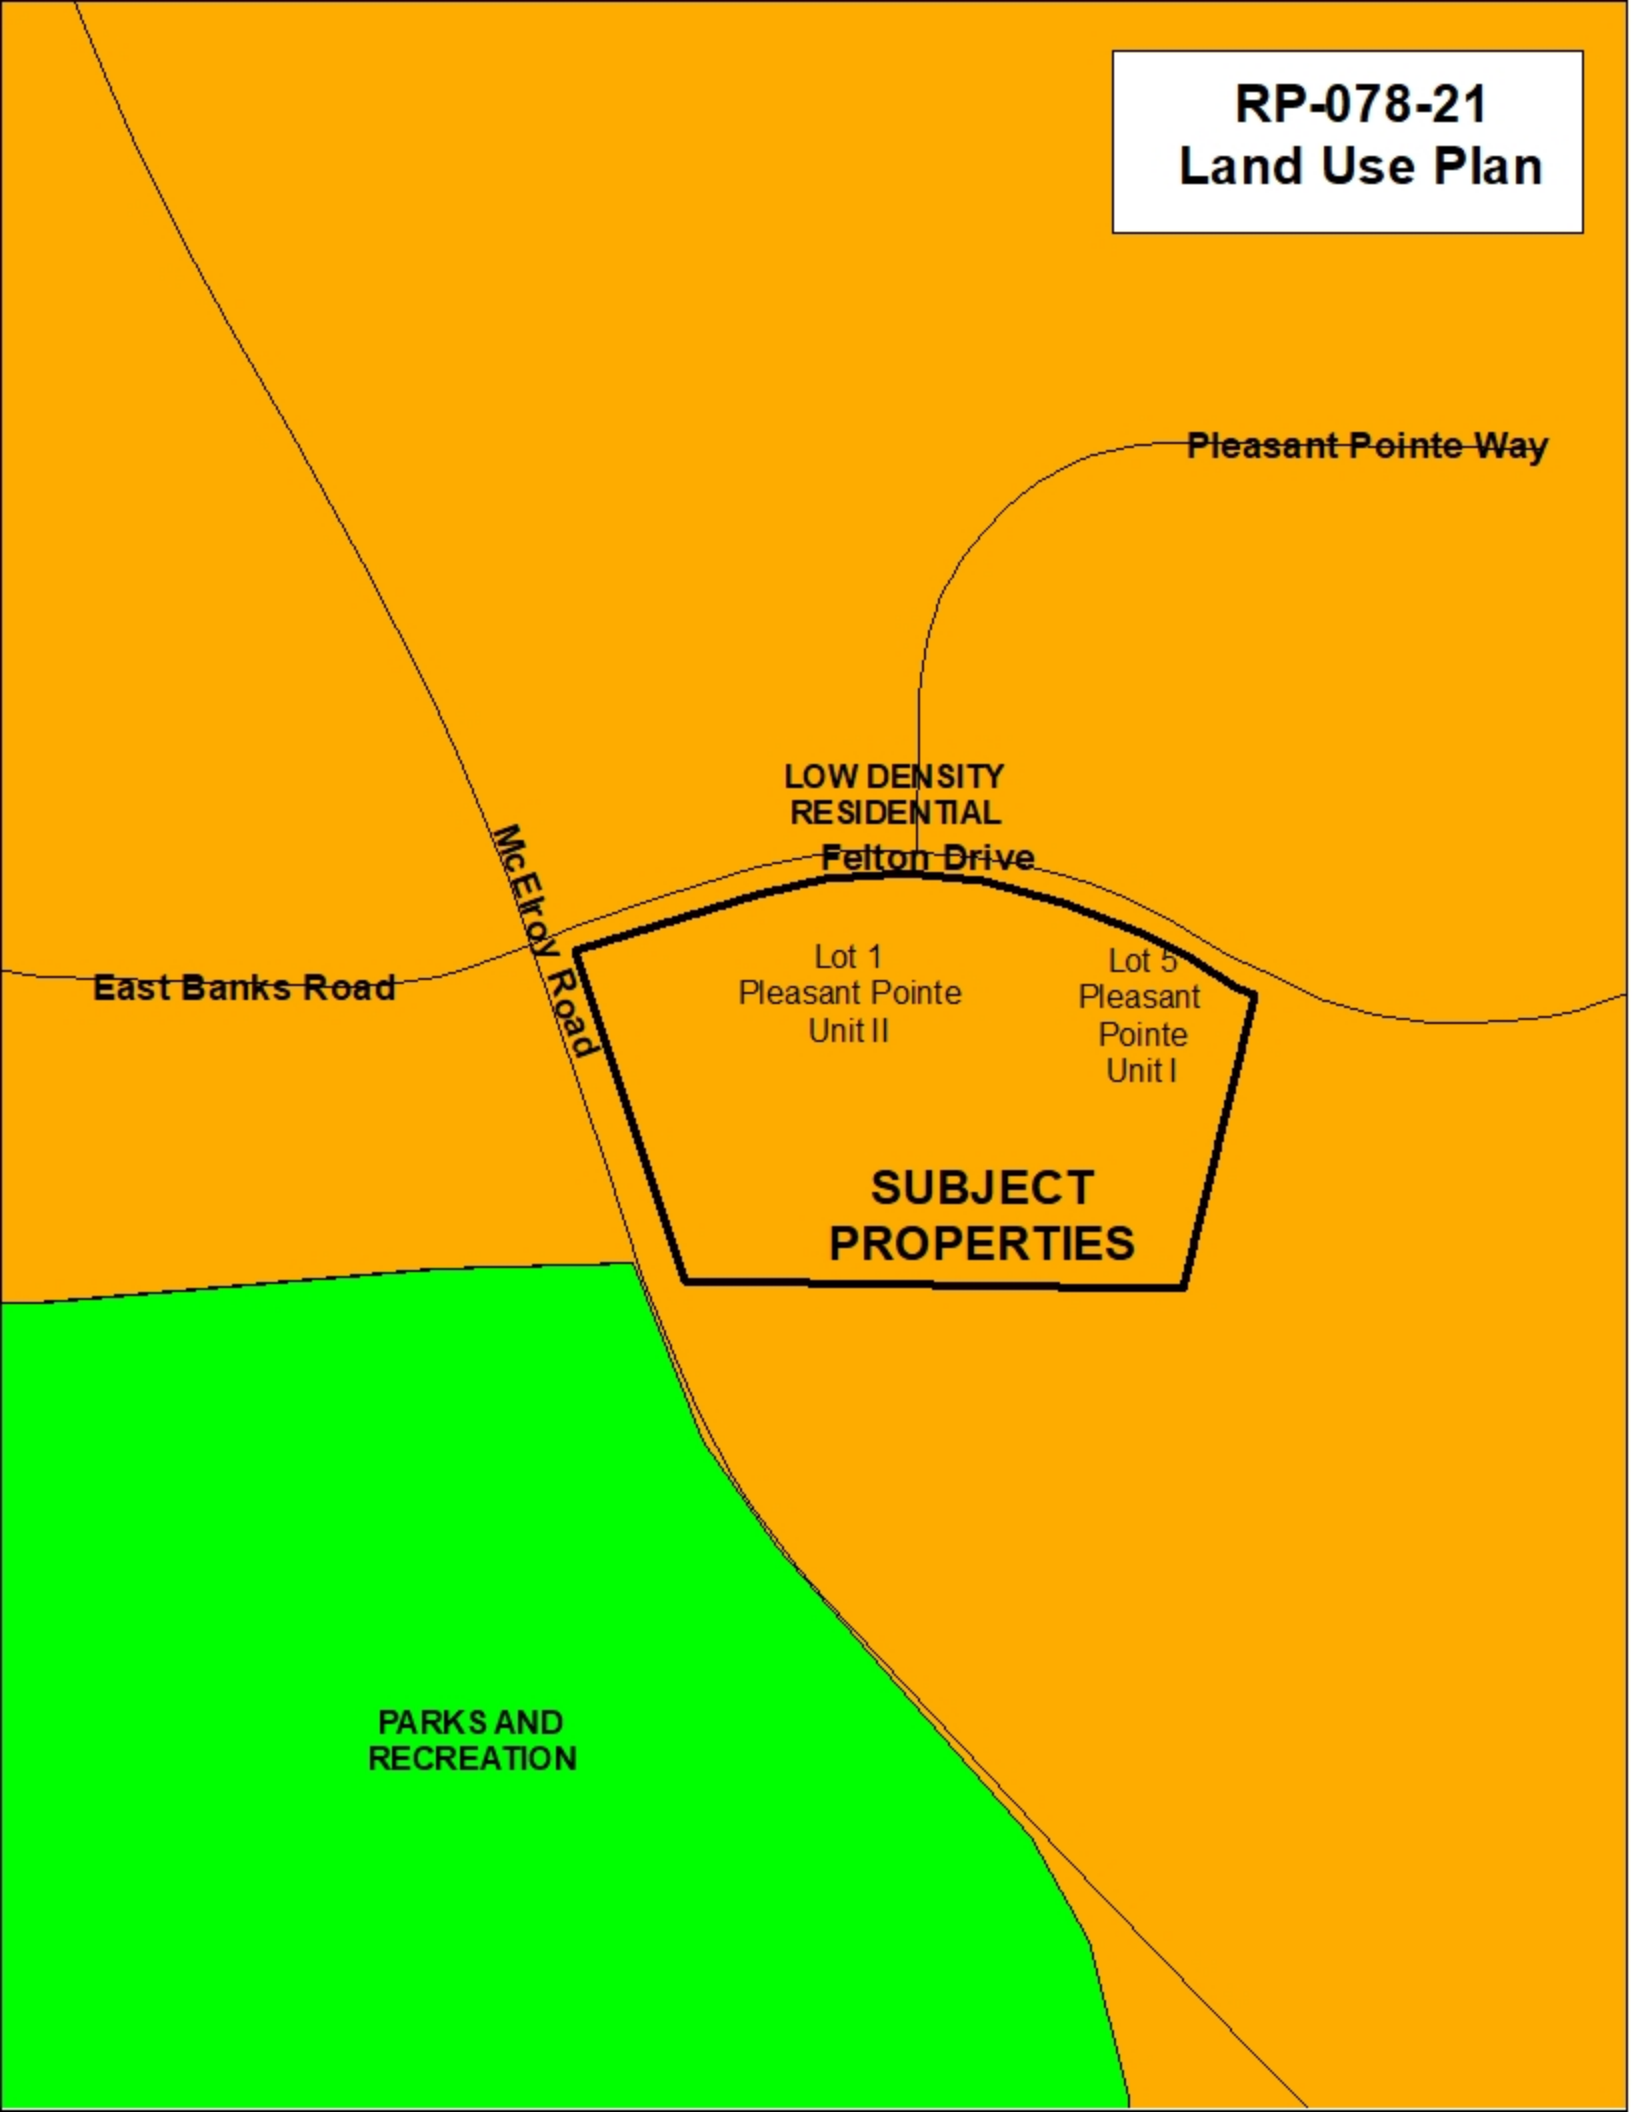 RP-078-21
Land Use Plan
Pleasant Pointe Way
LOW DENSITY
RESIDENTIAL
Felton Drive
McElroy Road
East Banks Road
Lot 1
Pleasant Pointe
Unit II
Lot 5
Pleasant
Pointe
Unit I
SUBJECT
PROPERTIES
PARKS AND
RECREATION